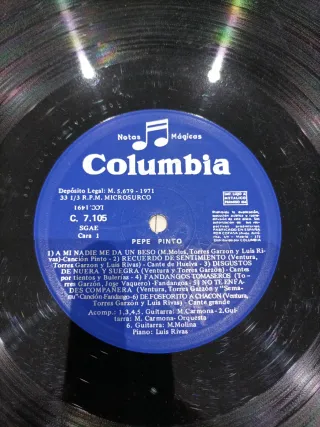 Notas Mágicas
Columbia
Depósito Legal: M. 5,679 - 1971
33 1/3 R.P.M. MICROSURCO
C. 7.105
SGAE
Cara 1
PEPE PINTO
1) A MI NADIE ME DA UN BESO (M.Molina, Torres Garzon y Luis Ri-
vas)-Canción Pinto - 2) RECUERDO DE SENTIMIENTO (Ventura,
Torres Garzon y Luis Rivas) - Cante de Huelva - 3) DISGUSTOS
DE NUERA Y SUEGRA (Ventura y Torres Garzón) - Cantes
por tientos y Bulerías - 4) FANDANGOS TOMASEROS (To-
rres Garzón, Jose Vaquero) - Fandangos - 5) NO TE ENFA-
DES COMPAÑERA (Ventura, Torres Garzón y "Sema-
- Canción Fandango - 6) DE FOSFORITO A CHACON (Ventura,
Torres Garzón y Luis Rivas) - Cante grande
Acomp.: 1,3,4,5, Guitarra: M. Carmona - 2, Gui-
tarra: M. Carmona - Orquesta
6. Guitarra: M.Molina
Piano: Luis Rivas